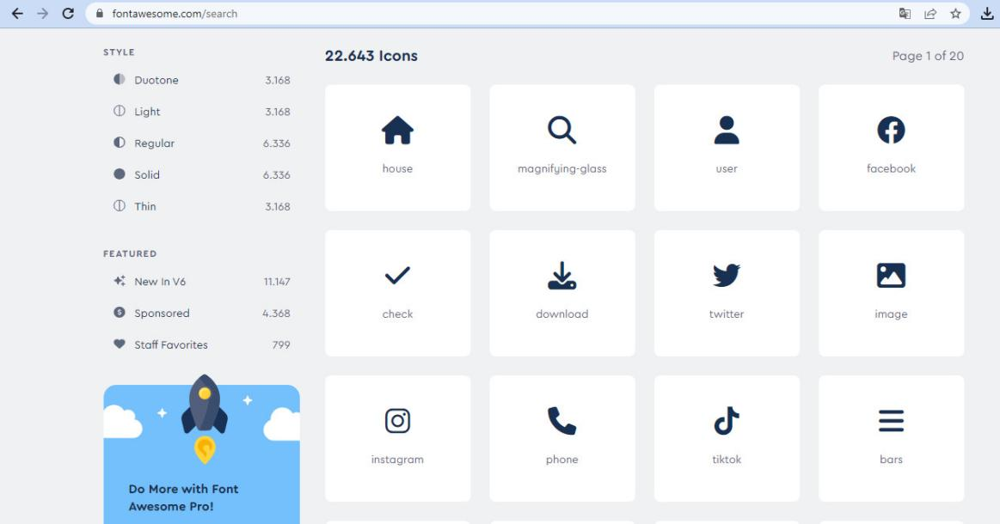 fontawesome.com/search
STYLE
Duotone 3.168
Light 3.168
Regular 6.336
Solid 6.336
Thin 3.168
FEATURED
New In V6 11.147
Sponsored 4.368
Staff Favorites 799
Do More with Font
Awesome Pro!
22.643 Icons
Page 1 of 20
house
magnifying-glass
user
facebook
check
download
twitter
image
instagram
phone
tiktok
bars